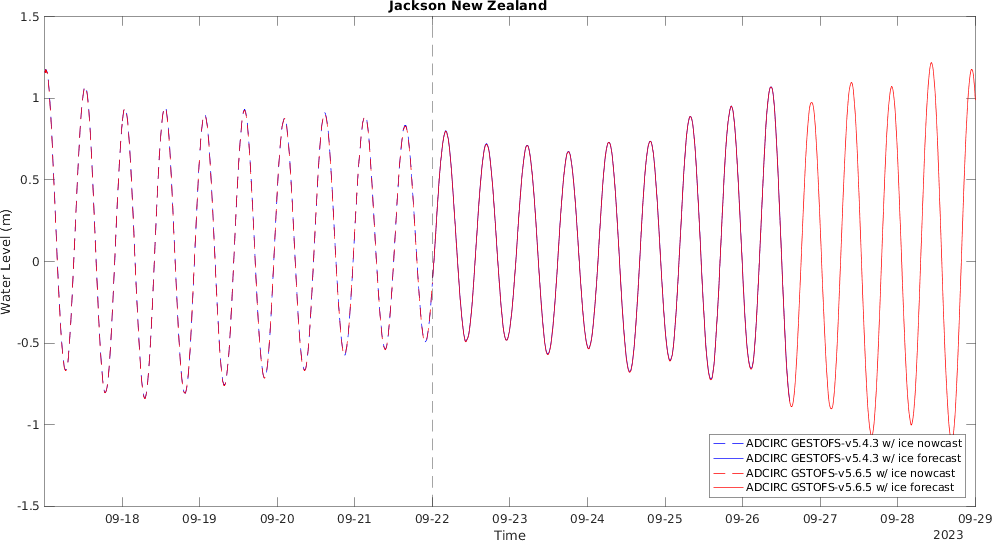 Jackson New Zealand
1.5
1
0.5
0
-0.5
-1
-1.5
Water Level (m)
ADCIRC GESTOFS-v5.4.3 w/ ice nowcast
ADCIRC GESTOFS-v5.4.3 w/ ice forecast
ADCIRC GSTOFS-v5.6.5 w/ ice nowcast
ADCIRC GSTOFS-v5.6.5 w/ ice forecast
09-18 09-19 09-20 09-21 09-22 09-23 09-24 09-25 09-26 09-27 09-28 09-29
Time
2023